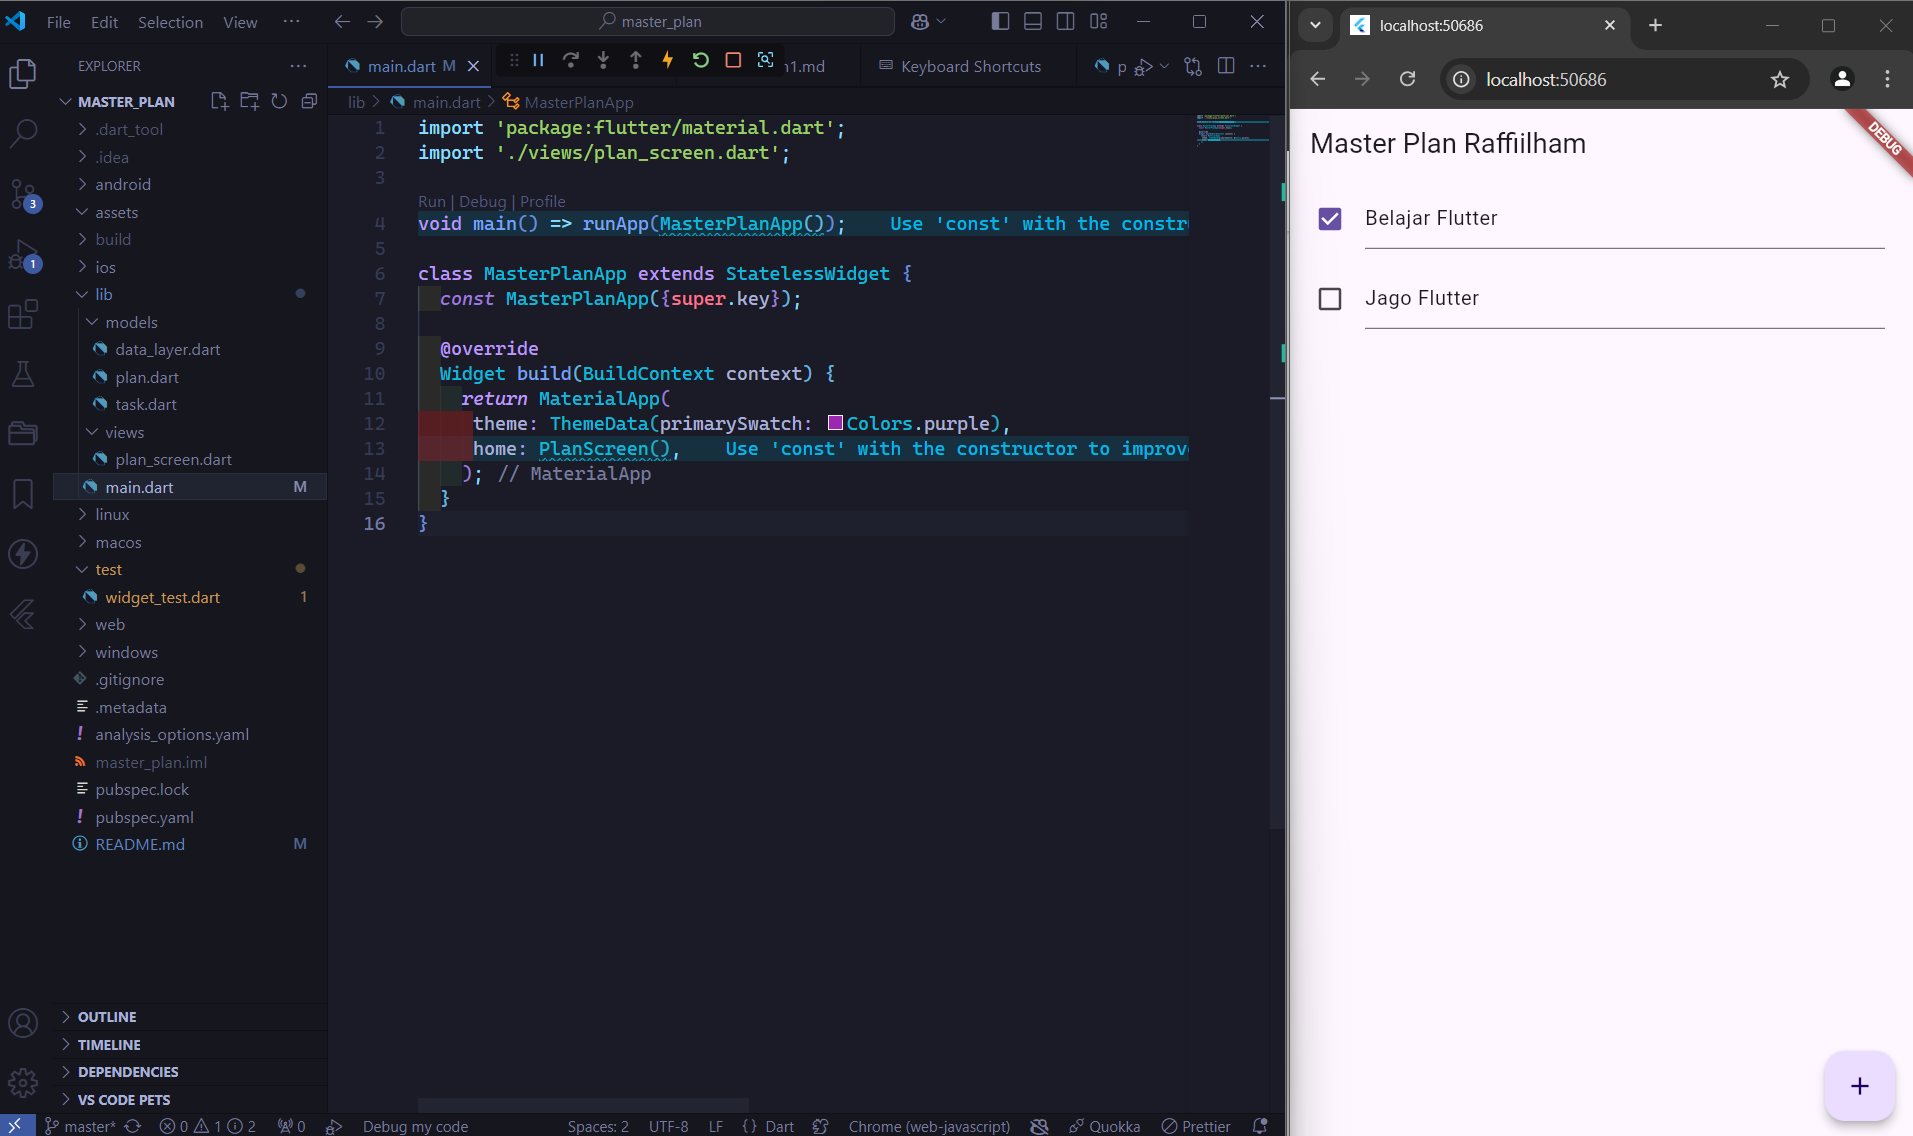 File Edit Selection View ··· master_plan
EXPLORER
MASTER_PLAN
.dart_tool
.idea
android
assets
build
ios
lib
models
data_layer.dart
plan.dart
task.dart
views
plan_screen.dart
main.dart M
linux
macos
test
widget_test.dart 1
web
windows
.gitignore
.metadata
analysis_options.yaml
master_plan.iml
pubspec.lock
pubspec.yaml
README.md M
OUTLINE
TIMELINE
DEPENDENCIES
VS CODE PETS
3
1
main.dart M
1.md
Keyboard Shortcuts
p
lib > main.dart > MasterPlanApp
1 import 'package:flutter/material.dart';
2 import './views/plan_screen.dart';
3
Run | Debug | Profile
4 void main() => runApp(MasterPlanApp()); Use 'const' with the constr
5
6 class MasterPlanApp extends StatelessWidget {
7 const MasterPlanApp({super.key});
8
9 @override
10 Widget build(BuildContext context) {
11 return MaterialApp(
12 theme: ThemeData(primarySwatch: Colors.purple),
13 home: PlanScreen(), Use 'const' with the constructor to improv
14 ); // MaterialApp
15 }
16 }
master* 0 1 2 0 Debug my code Spaces: 2 UTF-8 LF {} Dart Chrome (web-javascript) Quokka Prettier
localhost:50686
localhost:50686
Master Plan Raffiilham
DEBUG
Belajar Flutter
Jago Flutter
+